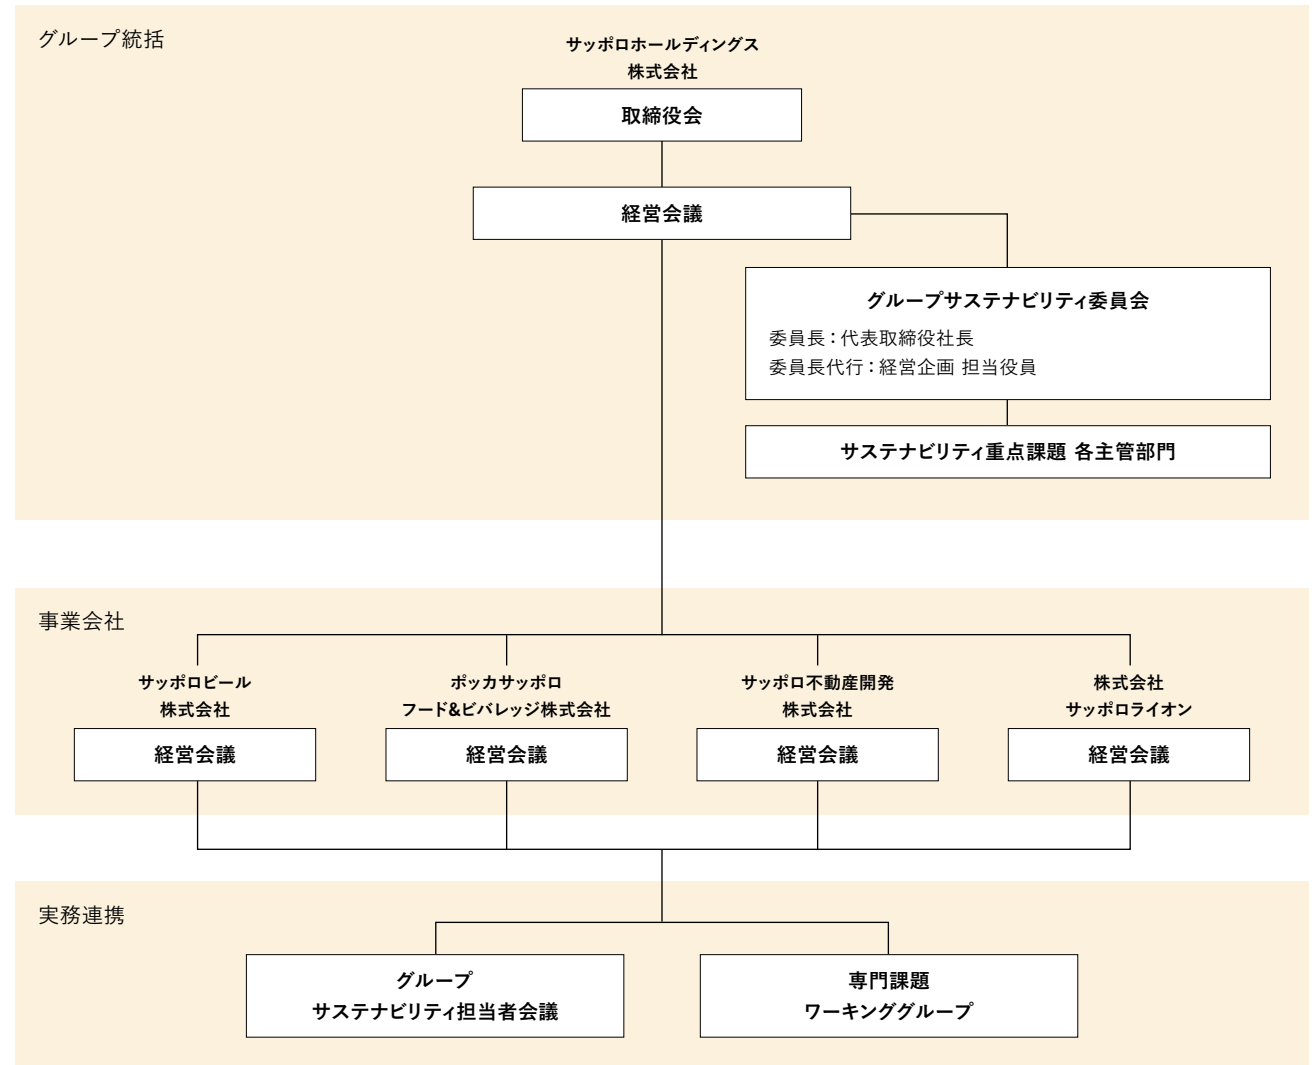 グループ統括
サッポロホールディングス
株式会社
取締役会
経営会議
グループサステナビリティ委員会
委員長：代表取締役社長
委員長代行：経営企画 担当役員
サステナビリティ重点課題 各主管部門
事業会社
サッポロビール
株式会社
経営会議
ポッカサッポロ
フード&ビバレッジ株式会社
経営会議
サッポロ不動産開発
株式会社
経営会議
株式会社
サッポロライオン
経営会議
実務連携
グループ
サステナビリティ担当者会議
専門課題
ワーキンググループ